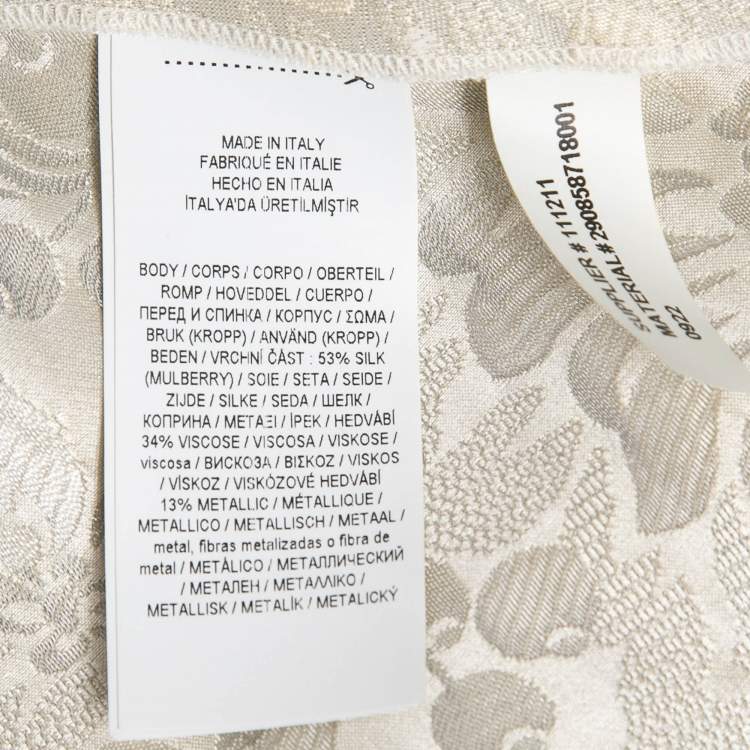 MADE IN ITALY
FABRIQUÉ EN ITALIE
HECHO EN ITALIA
İTALYA'DA ÜRETİLMİŞTİR
BODY / CORPS / CORPO / OBERTEIL /
ROMP / HOVEDDEL / CUERPO /
ПЕРЕД И СПИНКА / КОРПУС / ΣΩΜΑ /
BRUK (KROPP) / ANVÄND (KROPP) /
BEDEN / VRCHNÍ ČÁST : 53% SILK
(MULBERRY) / SOIE / SETA / SEIDE /
ZIJDE / SILKE / SEDA / ШЕЛК /
КОПРИНА / ΜΕΤΑΞΙ / İPEK / HEDVÁBÍ
34% VISCOSE / VISCOSA / VISKOSE /
viscosa / ВИСКОЗА / ΒΙΣΚΟΖ / VISKOS
/ VİSKOZ / VISKÓZOVÉ HEDVÁBÍ
13% METALLIC / MÉTALLIQUE /
METALLICO / METALLISCH / METAAL /
metal, fibras metalizadas o fibra de
metal / METÁLICO / МЕТАЛЛИЧЕСКИЙ
/ МЕТАЛЕН / ΜΕΤΑΛΛΙΚΟ /
METALLISK / METALİK / METALICKÝ
SUPPLIER # 111211
MATERIAL# 290858718001
0922